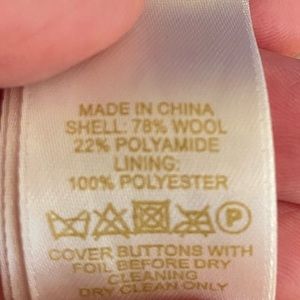 MADE IN CHINA
SHELL: 78% WOOL
22% POLYAMIDE
LINING:
100% POLYESTER
P
COVER BUTTONS WITH
FOIL BEFORE DRY
CLEANING
DRY CLEAN ONLY